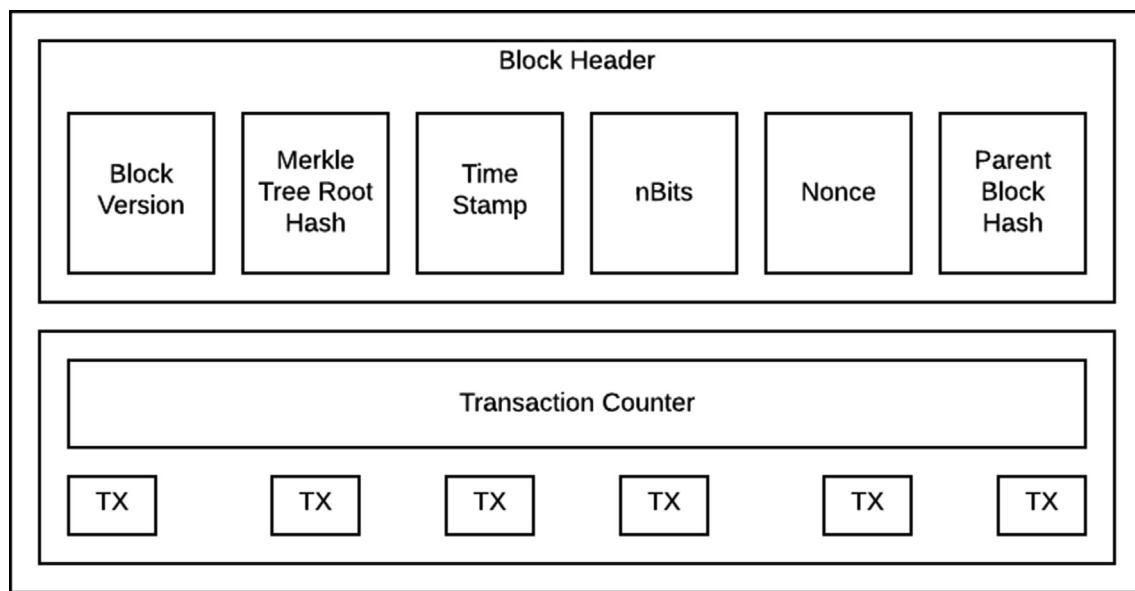 Block Header
Block
Version
Merkle
Tree Root
Hash
Time
Stamp
nBits
Nonce
Parent
Block
Hash
Transaction Counter
TX
TX
TX
TX
TX
TX